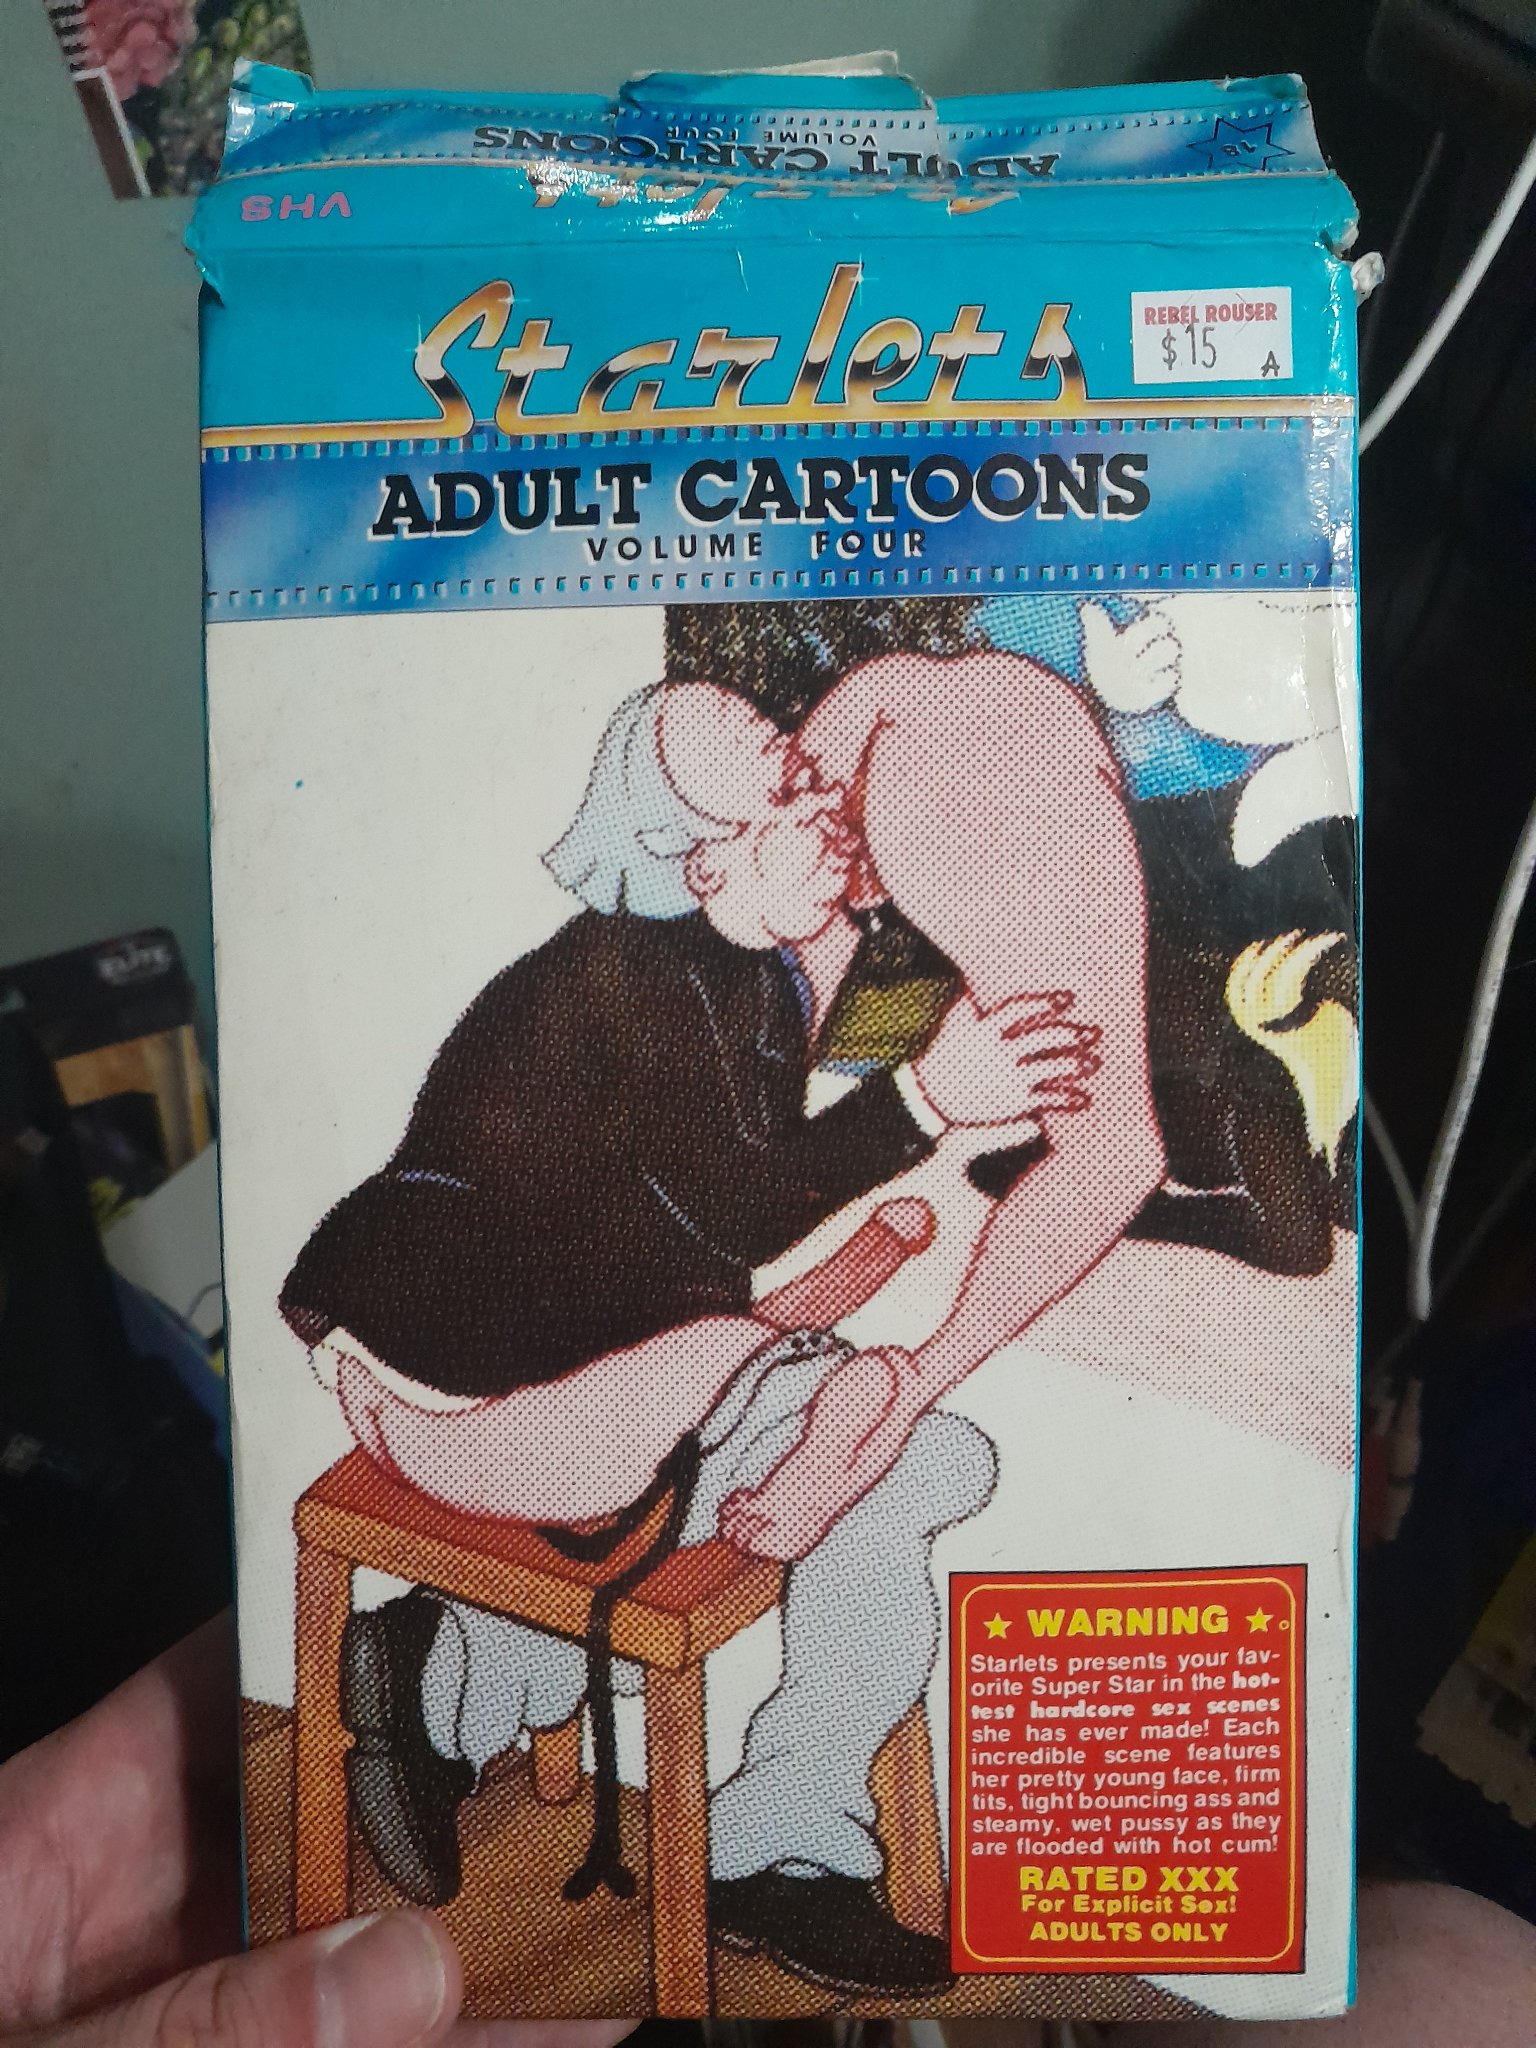 18
ADULT CARTOONS
VOLUME FOUR
VHS
Starlets
REBEL ROUSER
$15
A
ADULT CARTOONS
VOLUME FOUR
★ WARNING ★
Starlets presents your fav-
orite Super Star in the hot-
test hardcore sex scenes
she has ever made! Each
incredible scene features
her pretty young face, firm
tits, tight bouncing ass and
steamy, wet pussy as they
are flooded with hot cum!
RATED XXX
For Explicit Sex!
ADULTS ONLY